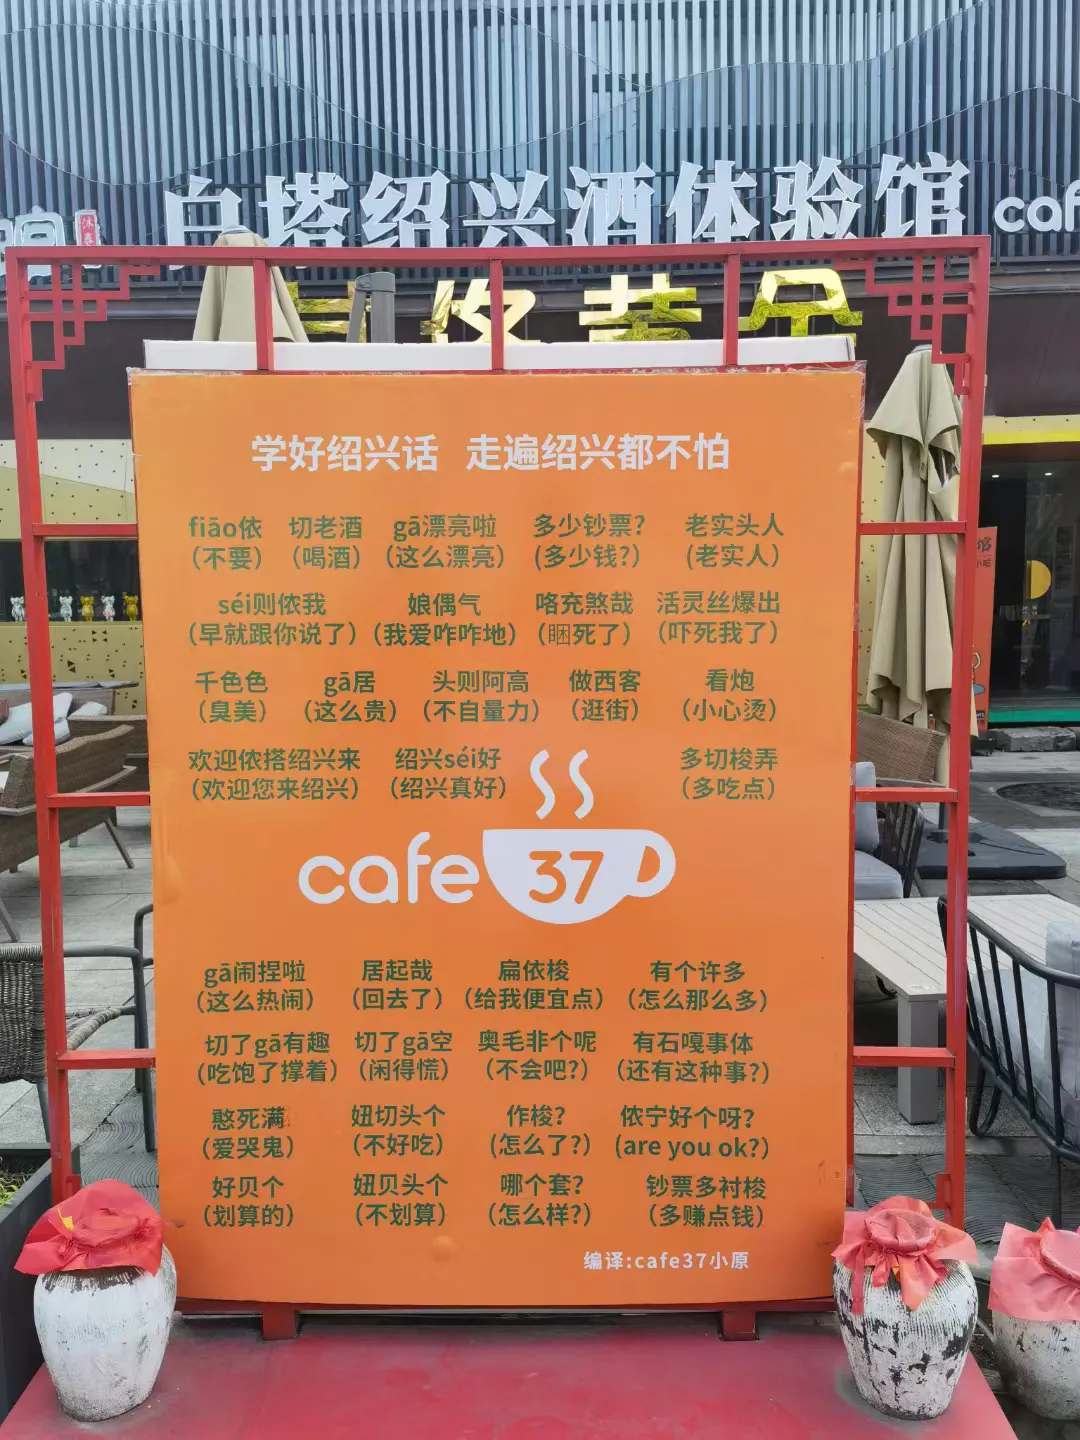 白塔绍兴酒体验馆 caf
学好绍兴话 走遍绍兴都不怕
fiāo侬 切老酒 gā漂亮啦 多少钞票? 老实头人
(不要) (喝酒) (这么漂亮) (多少钱?) (老实人)
séi则侬我 娘偶气 咯充煞哉 活灵丝爆出
(早就跟你说了) (我爱咋咋地) (睏死了) (吓死我了)
千色色 gā居 头则阿高 做西客 看炮
(臭美) (这么贵) (不自量力) (逛街) (小心烫)
欢迎侬搭绍兴来 绍兴séi好 多切梭弄
(欢迎您来绍兴) (绍兴真好) (多吃点)
cafe 37
gā闹捏啦 居起哉 扁依梭 有个许多
(这么热闹) (回去了) (给我便宜点) (怎么那么多)
切了gā有趣 切了gā空 奥毛非个呢 有石嘎事体
(吃饱了撑着) (闲得慌) (不会吧?) (还有这种事?)
憨死满 妞切头个 作梭? 侬宁好个呀?
(爱哭鬼) (不好吃) (怎么了?) (are you ok?)
好贝个 妞贝头个 哪个套? 钞票多衬梭
(划算的) (不划算) (怎么样?) (多赚点钱)
编译:cafe37小原